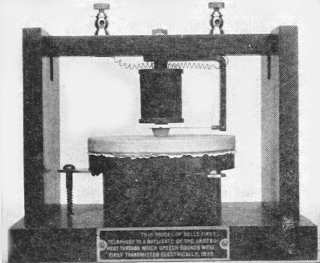 THIS MODEL OF BELL'S FIRST
TELEPHONE IS A DUPLICATE OF THE INSTRU-
MENT THROUGH WHICH SPEECH SOUNDS WERE
FIRST TRANSMITTED ELECTRICALLY, 1875.